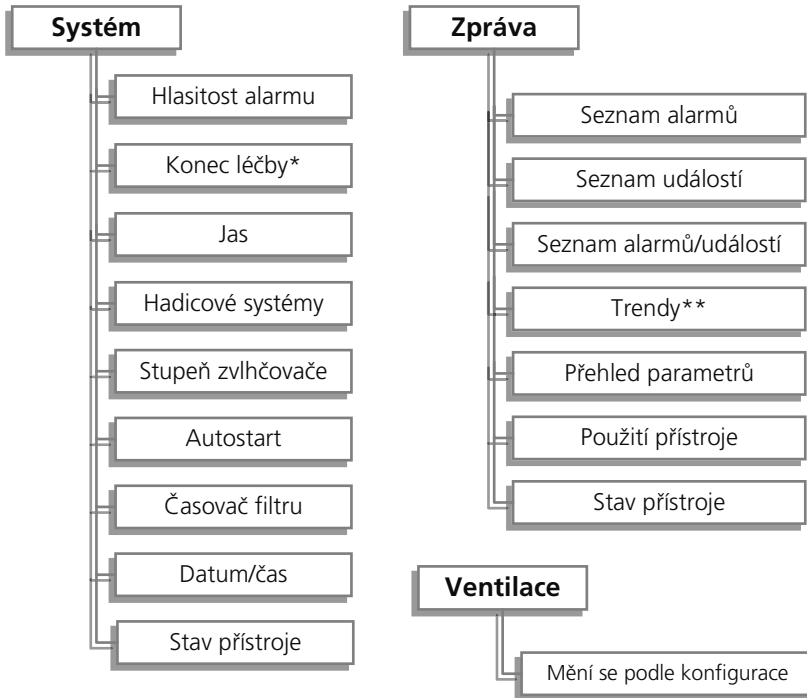 Systém
Hlasitost alarmu
Konec léčby*
Jas
Hadicové systémy
Stupeň zvlhčovače
Autostart
Časovač filtru
Datum/čas
Stav přístroje
Zpráva
Seznam alarmů
Seznam událostí
Seznam alarmů/událostí
Trendy**
Přehled parametrů
Použití přístroje
Stav přístroje
Ventilace
Mění se podle konfigurace